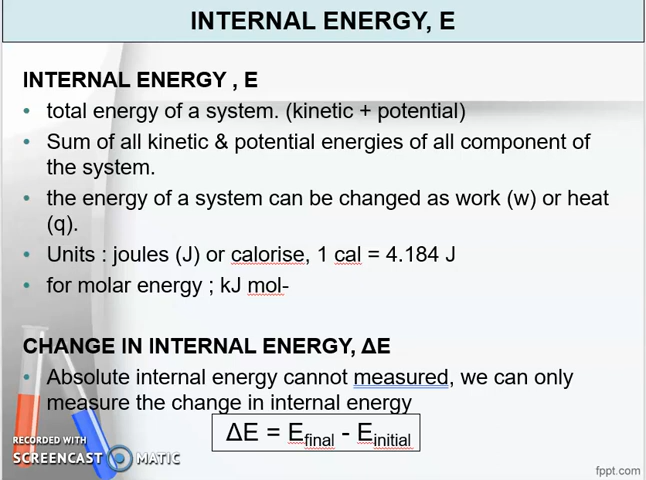 INTERNAL ENERGY, E
INTERNAL ENERGY , E
• total energy of a system. (kinetic + potential)
• Sum of all kinetic & potential energies of all component of
the system.
• the energy of a system can be changed as work (w) or heat
(q).
• Units : joules (J) or calorise, 1 cal = 4.184 J
• for molar energy ; kJ mol-
CHANGE IN INTERNAL ENERGY, ΔE
• Absolute internal energy cannot measured, we can only
measure the change in internal energy
ΔE = Efinal - Einitial
RECORDED WITH
SCREENCAST MATIC
fppt.com